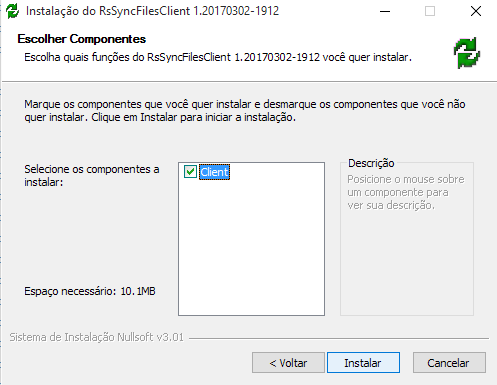 Instalação do RsSyncFilesClient 1.20170302-1912
Escolher Componentes
Escolha quais funções do RsSyncFilesClient 1.20170302-1912 você quer instalar.
Marque os componentes que você quer instalar e desmarque os componentes que você não
quer instalar. Clique em Instalar para iniciar a instalação.
Selecione os componentes a
instalar:
Client
Descrição
Posicione o mouse sobre
um componente para
ver sua descrição.
Espaço necessário: 10.1MB
Sistema de Instalação Nullsoft v3.01
< Voltar
Instalar
Cancelar